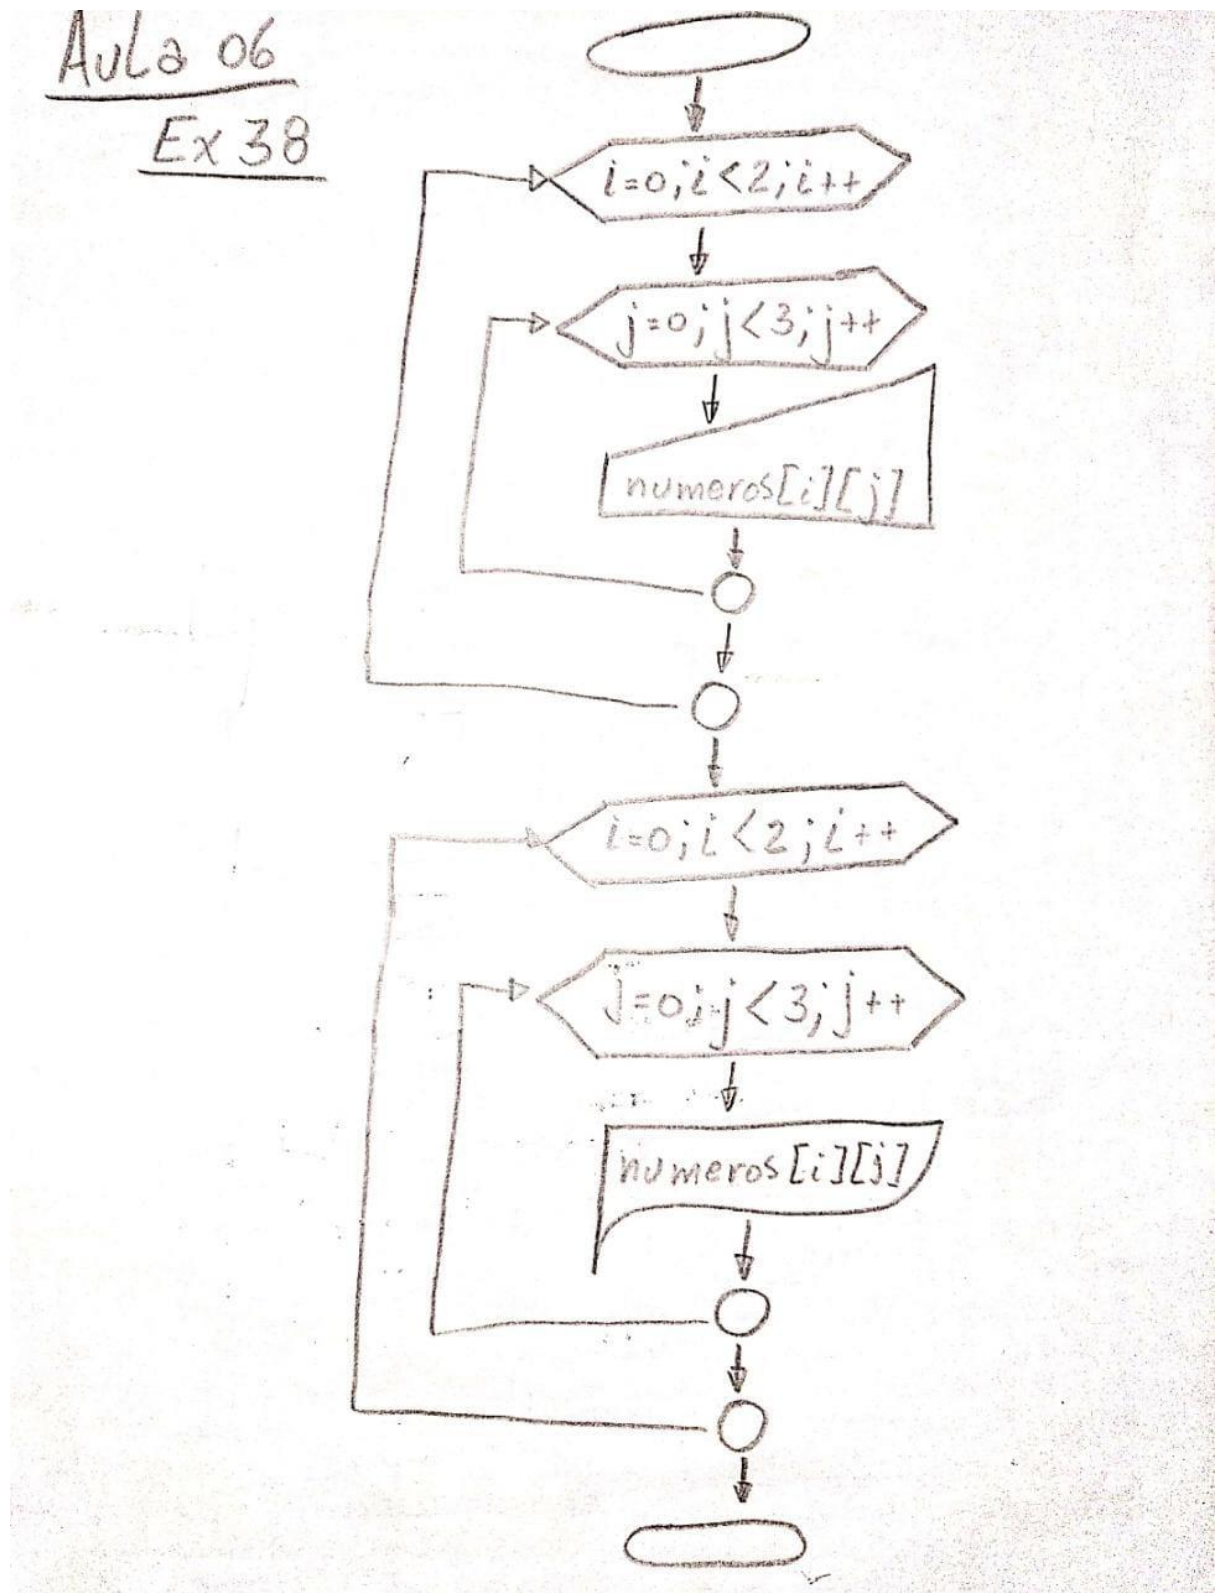 Aula 06
Ex 38
i=0;i<2;i++
j=0;j<3;j++
numeros[i][j]
i=0;i<2;i++
j=0;j<3;j++
numeros[i][j]